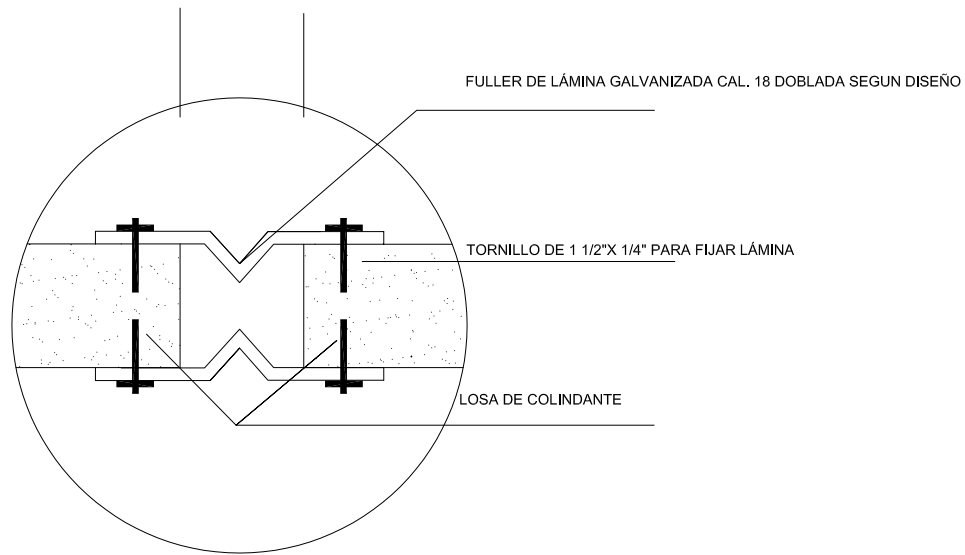 FULLER DE LÁMINA GALVANIZADA CAL. 18 DOBLADA SEGUN DISEÑO
TORNILLO DE 1 1/2"X 1/4" PARA FIJAR LÁMINA
LOSA DE COLINDANTE